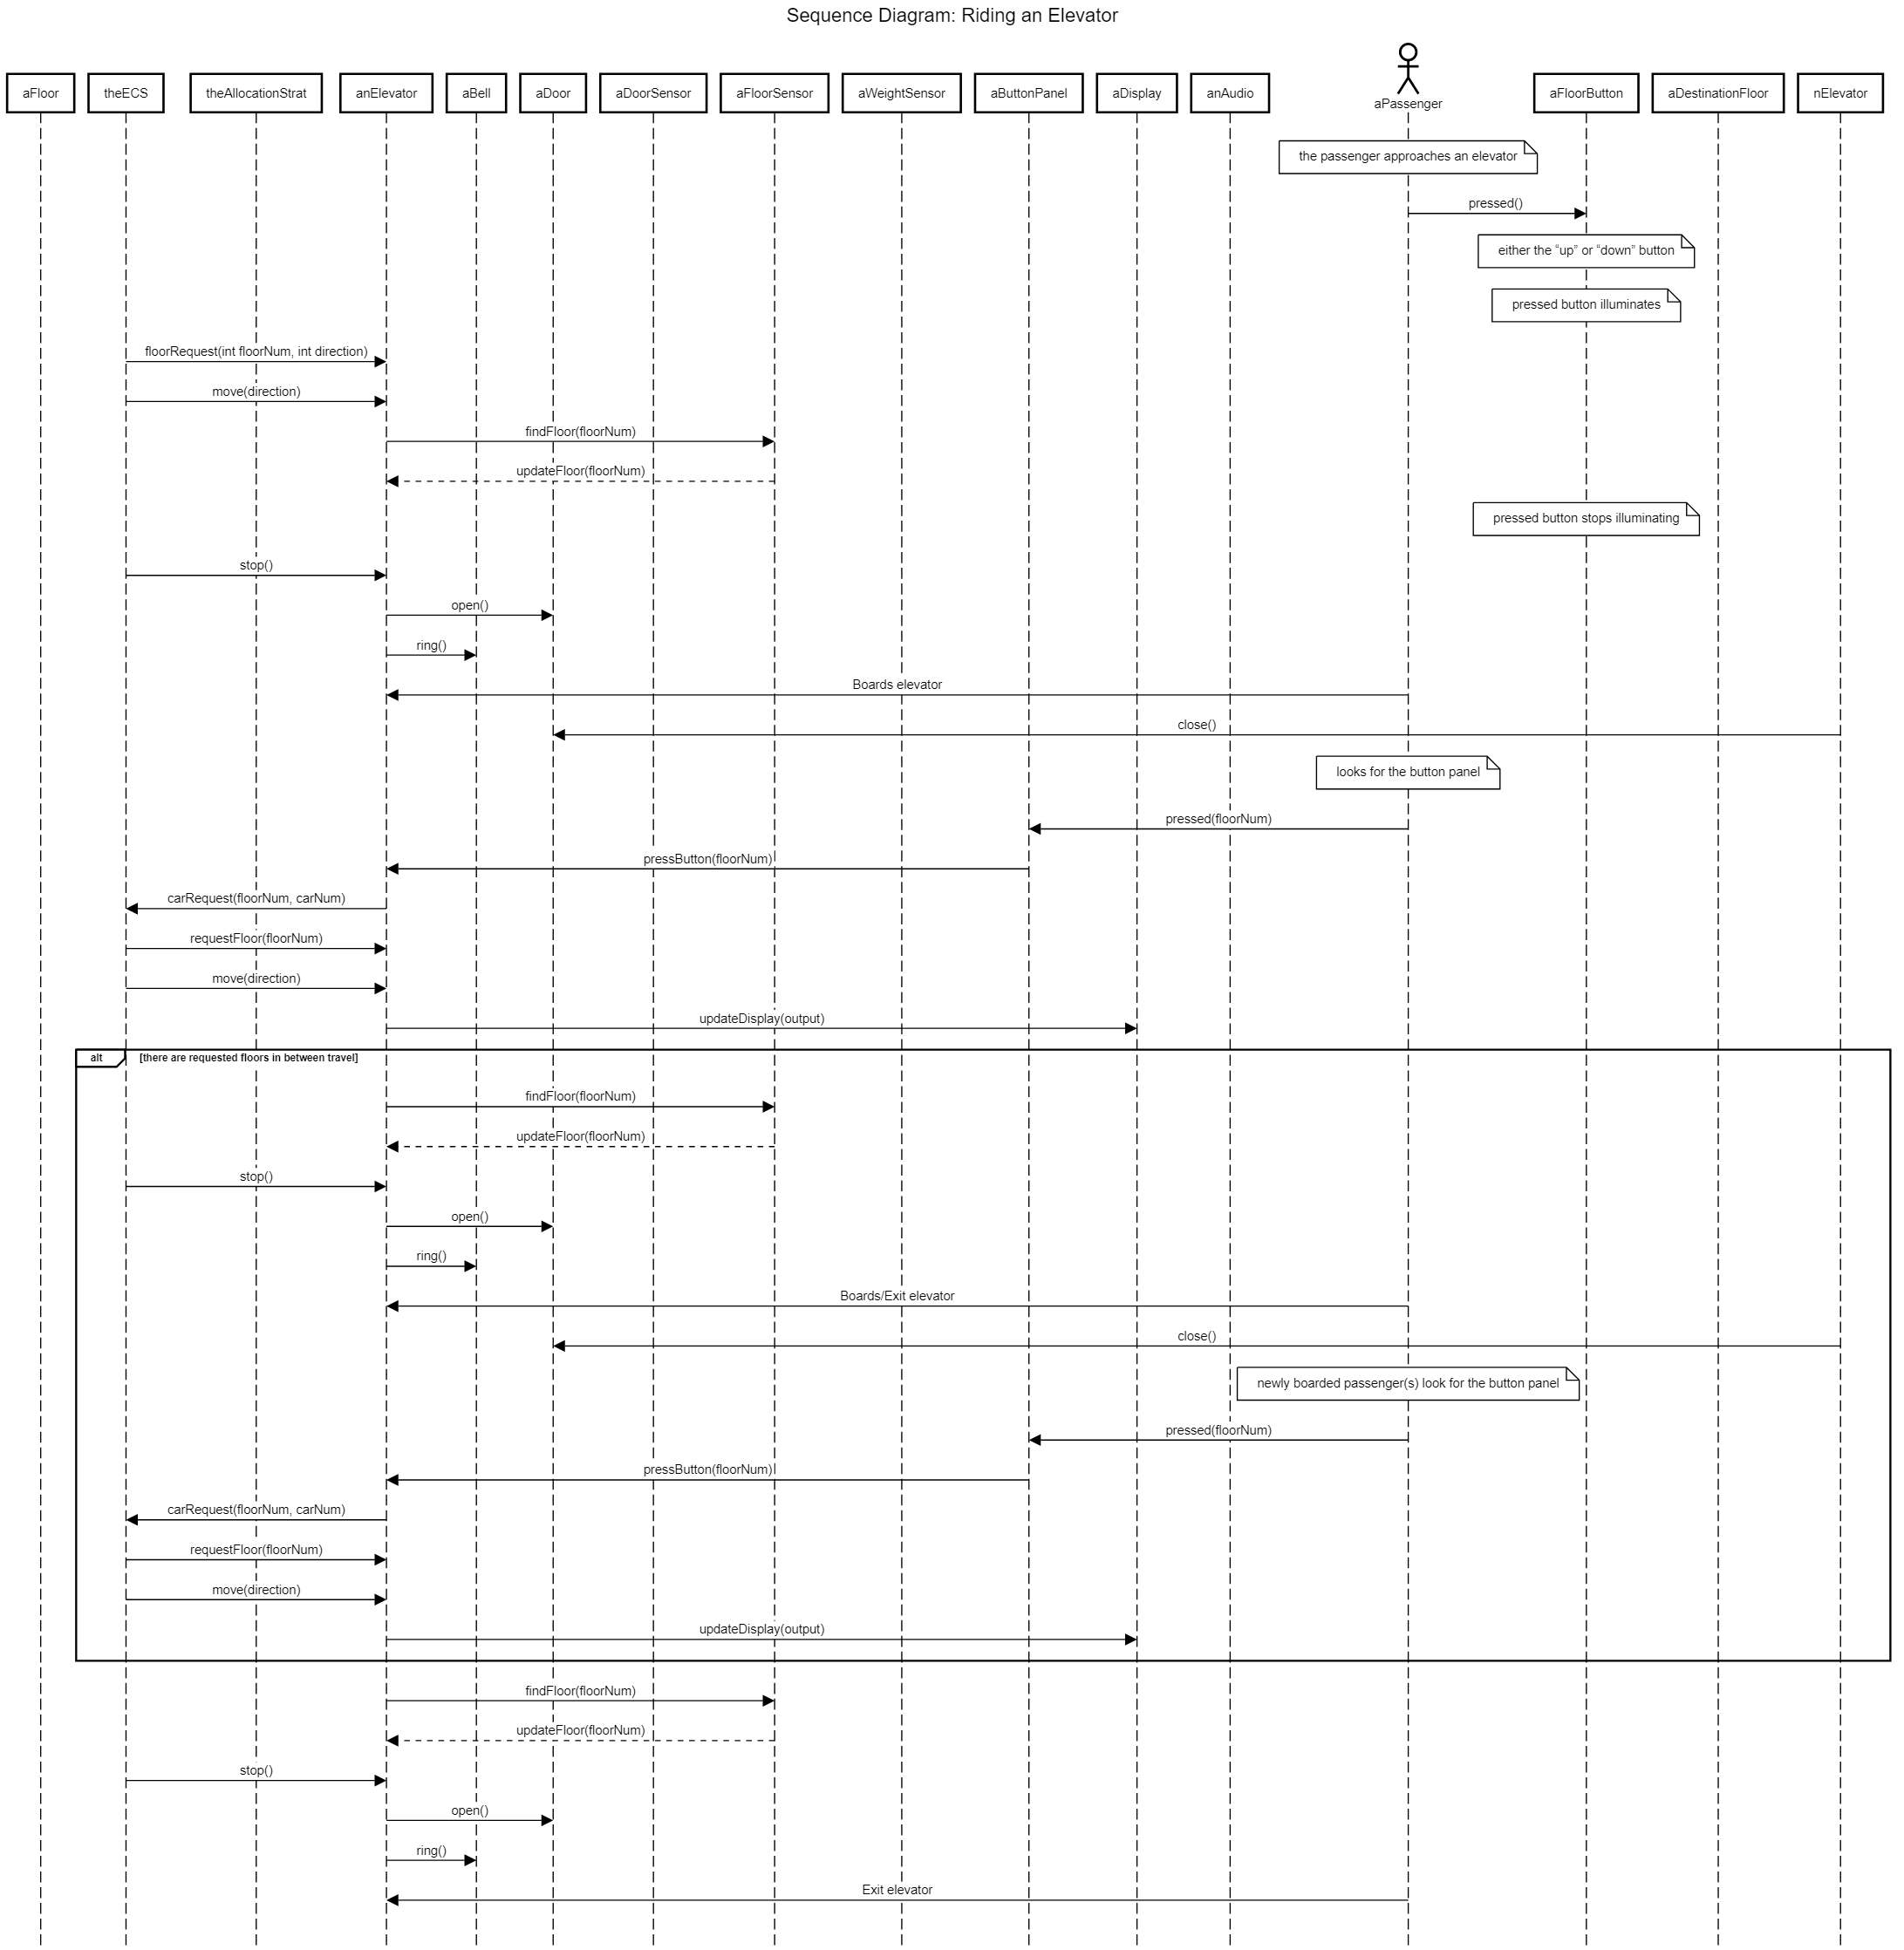 Sequence Diagram: Riding an Elevator
aFloor
theECS
theAllocationStrat
anElevator
aBell
aDoor
aDoorSensor
aFloorSensor
aWeightSensor
aButtonPanel
aDisplay
anAudio
aPassenger
aFloorButton
aDestinationFloor
nElevator
the passenger approaches an elevator
pressed()
either the “up” or “down” button
pressed button illuminates
floorRequest(int floorNum, int direction)
move(direction)
findFloor(floorNum)
updateFloor(floorNum)
pressed button stops illuminating
stop()
open()
ring()
Boards elevator
close()
looks for the button panel
pressed(floorNum)
pressButton(floorNum)
carRequest(floorNum, carNum)
requestFloor(floorNum)
move(direction)
updateDisplay(output)
alt [there are requested floors in between travel]
findFloor(floorNum)
updateFloor(floorNum)
stop()
open()
ring()
Boards/Exit elevator
close()
newly boarded passenger(s) look for the button panel
pressed(floorNum)
pressButton(floorNum)
carRequest(floorNum, carNum)
requestFloor(floorNum)
move(direction)
updateDisplay(output)
findFloor(floorNum)
updateFloor(floorNum)
stop()
open()
ring()
Exit elevator